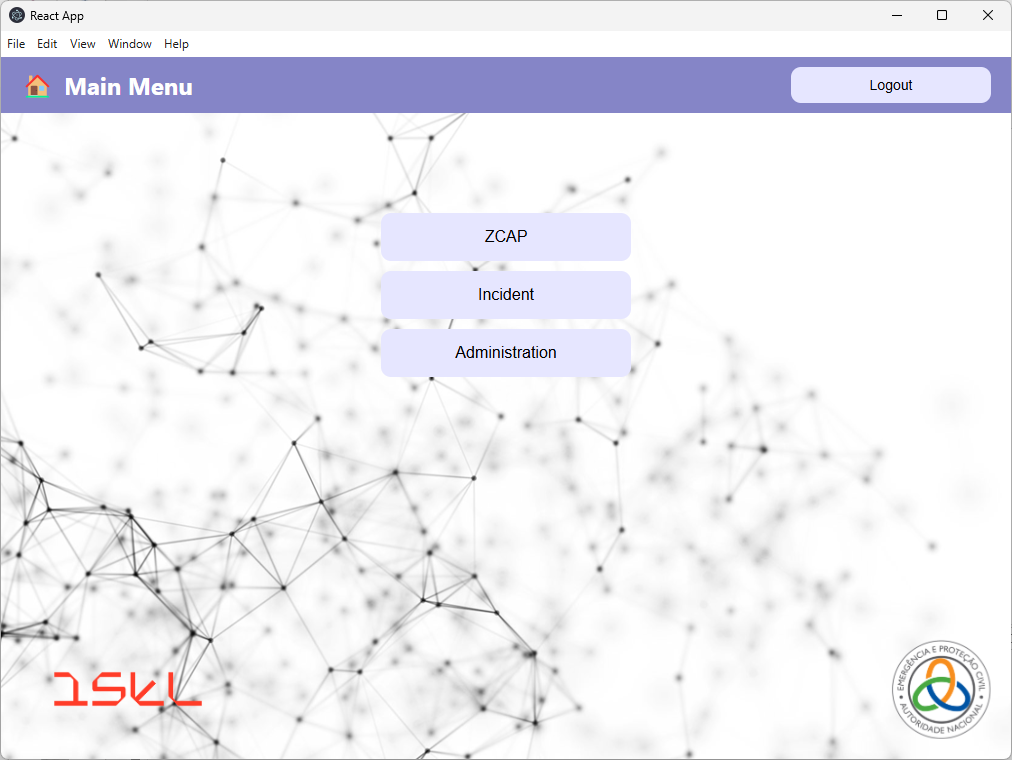 React App
File Edit View Window Help
Main Menu
Logout
ZCAP
Incident
Administration
ISEL
EMERGÊNCIA E PROTEÇÃO CIVIL
AUTORIDADE NACIONAL